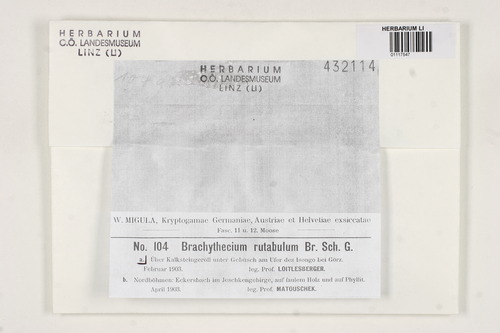 HERBARIUM
O.Ö. LANDESMUSEUM
LINZ (LI)
HERBARIUM LI
HERBARIUM
O.Ö. LANDESMUSEUM
LINZ (LI)
432114
W. MIGULA, Kryptogamae Germaniae, Austriae et Helvetiae exsiccatae
Fasc. 11 u. 12. Moose
No. 104 Brachythecium rutabulum Br. Sch. G.
a. Über Kalksteingeröll unter Gebüsch am Ufer des Isonzo bei Görz.
Februar 1903. leg. Prof. LOITLESBERGER.
b. Nordböhmen: Eckersbach im Jeschkengebirge, auf faulem Holz und auf Phyllit.
April 1903. leg. Prof. MATOUSCHEK.